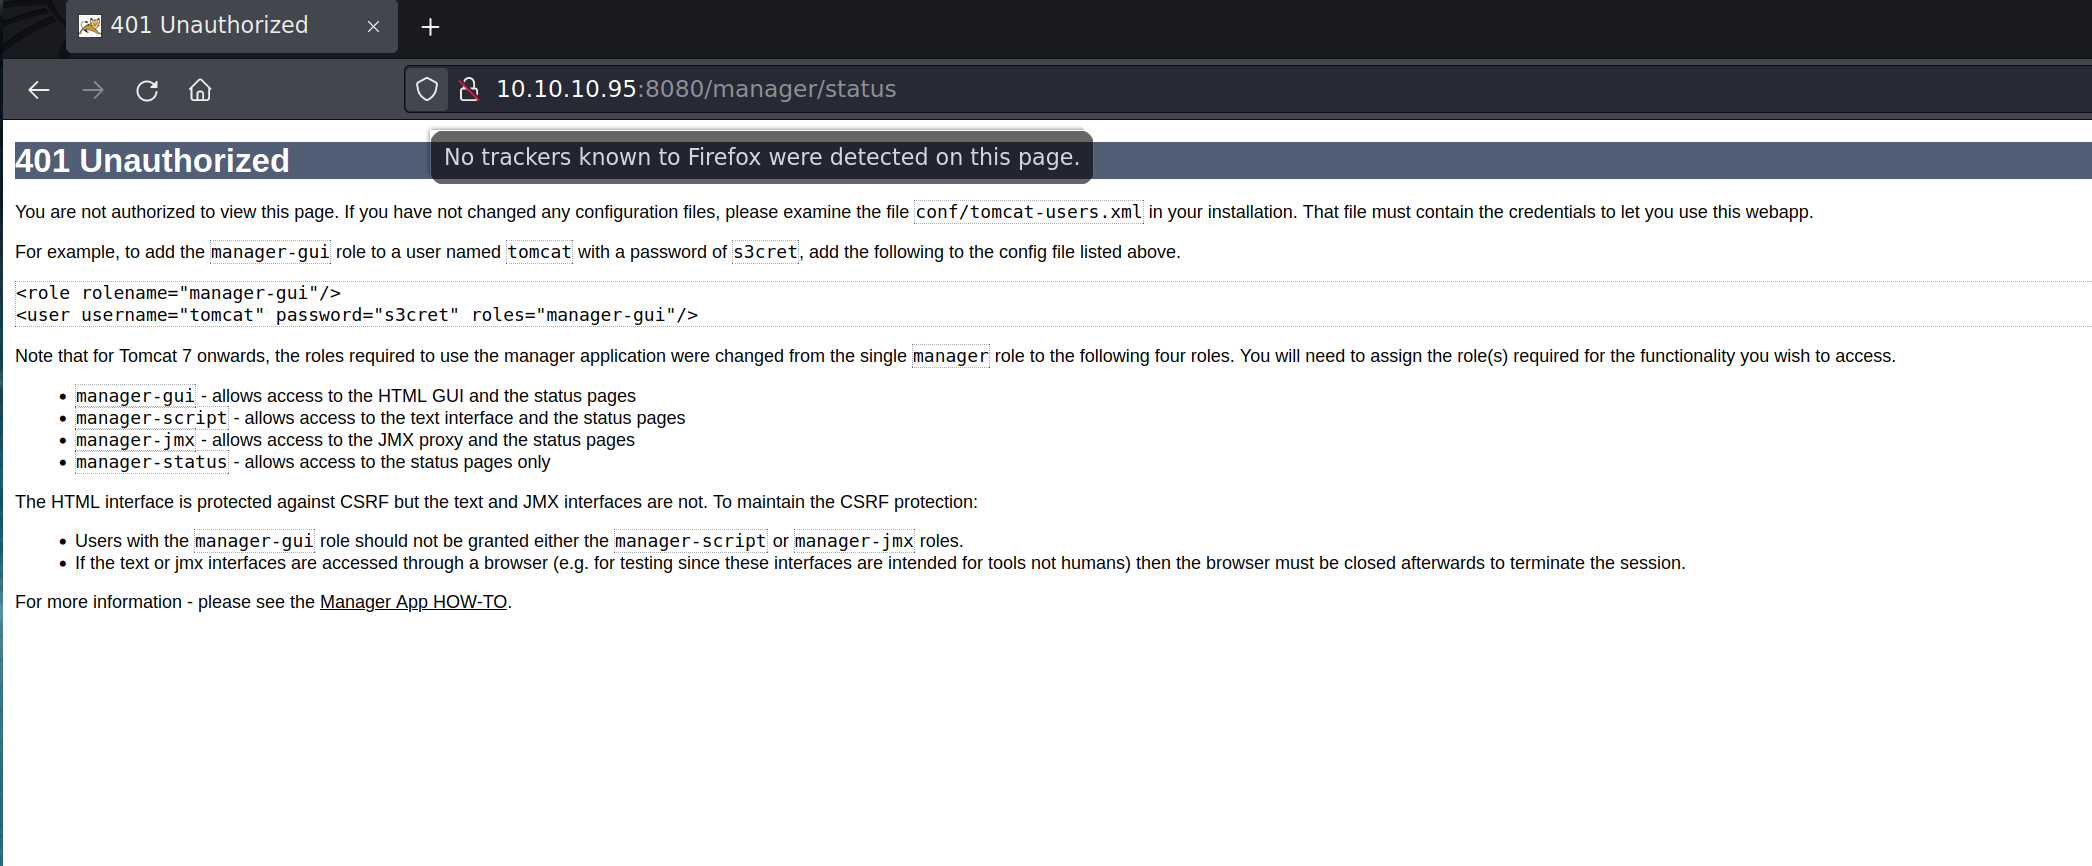 401 Unauthorized
10.10.10.95:8080/manager/status
No trackers known to Firefox were detected on this page.
401 Unauthorized
You are not authorized to view this page. If you have not changed any configuration files, please examine the file conf/tomcat-users.xml in your installation. That file must contain the credentials to let you use this webapp.
For example, to add the manager-gui role to a user named tomcat with a password of s3cret, add the following to the config file listed above.
<role rolename="manager-gui"/>
<user username="tomcat" password="s3cret" roles="manager-gui"/>
Note that for Tomcat 7 onwards, the roles required to use the manager application were changed from the single manager role to the following four roles. You will need to assign the role(s) required for the functionality you wish to access.
• manager-gui - allows access to the HTML GUI and the status pages
• manager-script - allows access to the text interface and the status pages
• manager-jmx - allows access to the JMX proxy and the status pages
• manager-status - allows access to the status pages only
The HTML interface is protected against CSRF but the text and JMX interfaces are not. To maintain the CSRF protection:
• Users with the manager-gui role should not be granted either the manager-script or manager-jmx roles.
• If the text or jmx interfaces are accessed through a browser (e.g. for testing since these interfaces are intended for tools not humans) then the browser must be closed afterwards to terminate the session.
For more information - please see the Manager App HOW-TO.